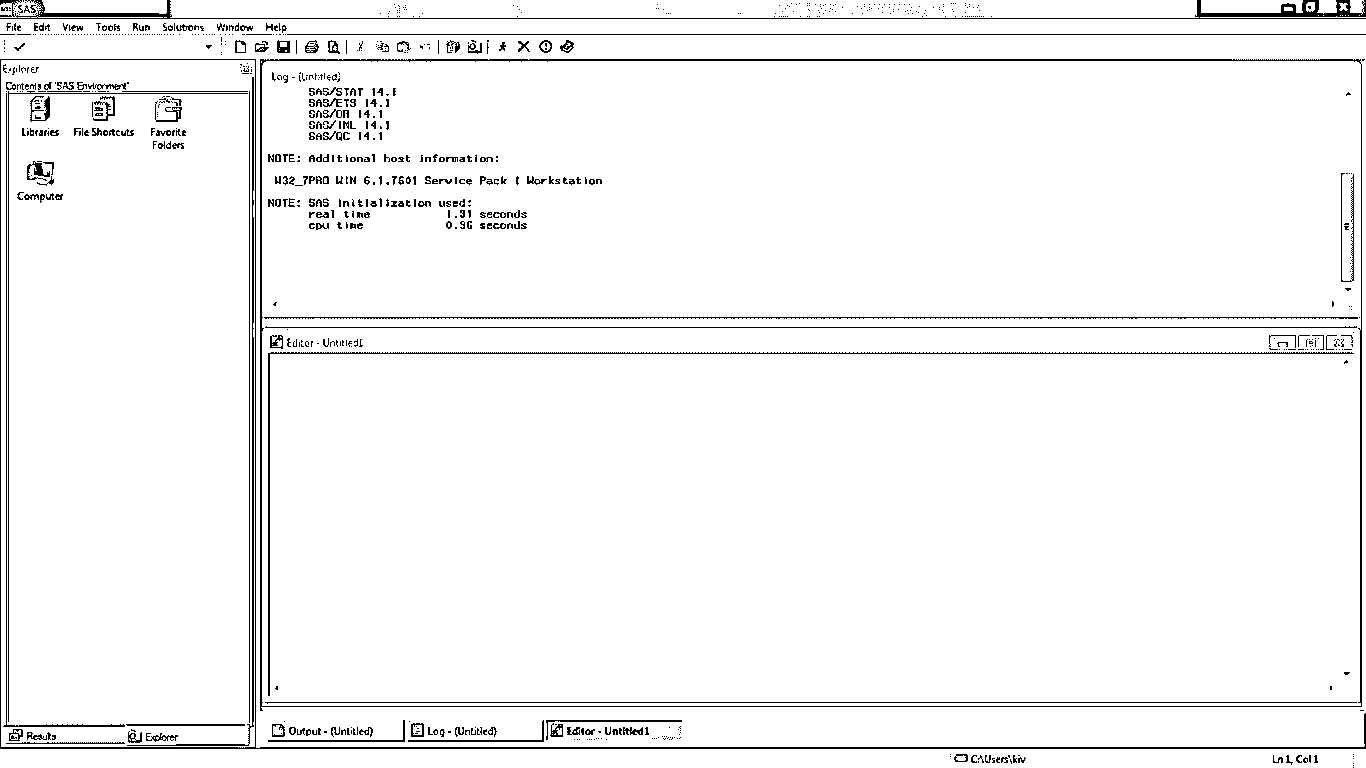 SAS
File Edit View Tools Run Solutions Window Help
Explorer
Contents of 'SAS Environment'
Libraries File Shortcuts Favorite Folders
Computer
Log - (Untitled)
SAS/STAT 14.1
SAS/ETS 14.1
SAS/OR 14.1
SAS/IML 14.1
SAS/QC 14.1
NOTE: Additional host information:
W32_7PRO WIN 6.1.7601 Service Pack 1 Workstation
NOTE: SAS initialization used:
real time 1.31 seconds
cpu time 0.96 seconds
Editor - Untitled1
Results Explorer
Output - (Untitled) Log - (Untitled) Editor - Untitled1
C:\Users\kiv Ln 1, Col 1